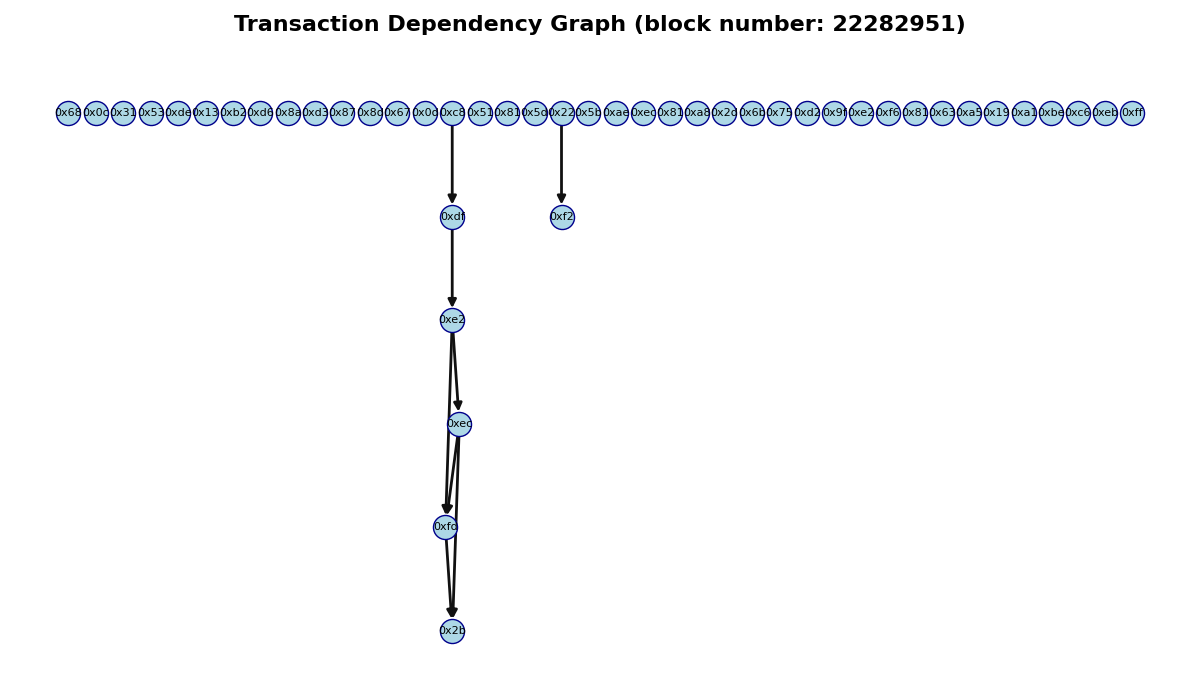 Transaction Dependency Graph (block number: 22282951)
0x68 0x0c 0x31 0x53 0xde 0x13 0xb2 0xd6 0x8a 0xd3 0x87 0x8d 0x67 0x0d 0xc8 0x51 0x81 0x5d 0x22 0x5b 0xae 0xec 0x81 0xa8 0x2d 0x6b 0x75 0xd2 0x9f 0xe2 0xf6 0x81 0x63 0xa5 0x19 0xa1 0xbe 0xc6 0xeb 0xff
0xdf 0xf2
0xe2
0xec
0x2b